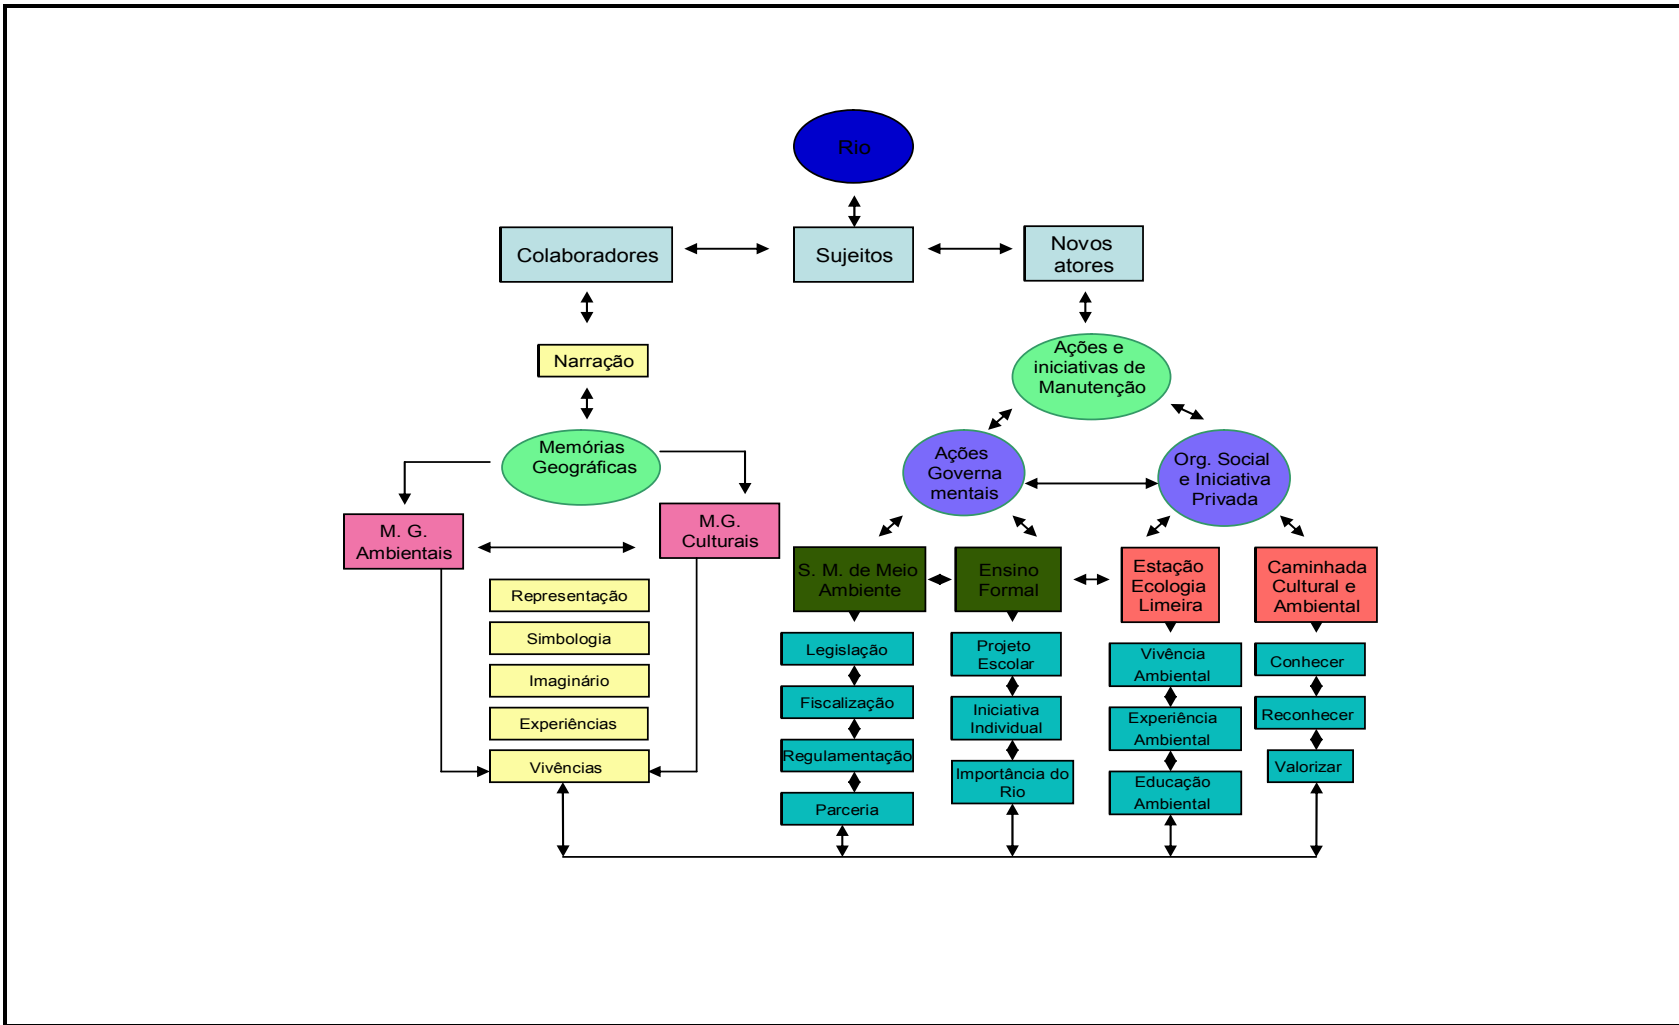 Rio
Colaboradores
Sujeitos
Novos
atores
Narração
Ações e
iniciativas de
Manutenção
Memórias
Geográficas
Ações
Governa
mentais
Org. Social
e Iniciativa
Privada
M. G.
Ambientais
M.G.
Culturais
S. M. de Meio
Ambiente
Ensino
Formal
Estação
Ecologia
Limeira
Caminhada
Cultural e
Ambiental
Representação
Simbologia
Imaginário
Experiências
Vivências
Legislação
Fiscalização
Regulamentação
Parceria
Projeto
Escolar
Iniciativa
Individual
Importância do
Rio
Vivência
Ambiental
Experiência
Ambiental
Educação
Ambiental
Conhecer
Reconhecer
Valorizar